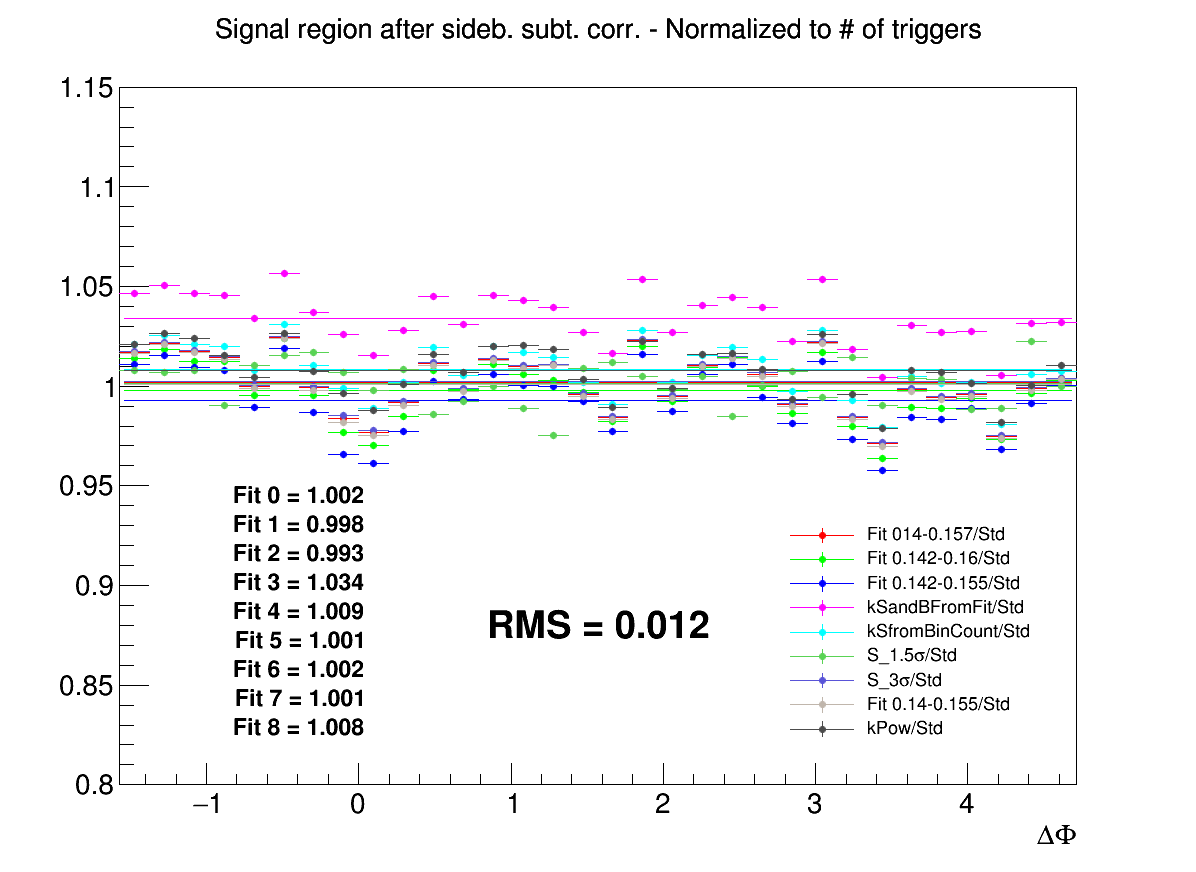 Signal region after sideb. subt. corr. - Normalized to # of triggers
1.15
1.1
1.05
1
0.95
0.9
0.85
0.8
Fit 0 = 1.002
Fit 1 = 0.998
Fit 2 = 0.993
Fit 3 = 1.034
Fit 4 = 1.009
Fit 5 = 1.001
Fit 6 = 1.002
Fit 7 = 1.001
Fit 8 = 1.008
RMS = 0.012
Fit 014-0.157/Std
Fit 0.142-0.16/Std
Fit 0.142-0.155/Std
kSandBFromFit/Std
kSfromBinCount/Std
S_1.5σ/Std
S_3σ/Std
Fit 0.14-0.155/Std
kPow/Std
−1 0 1 2 3 4
ΔΦ